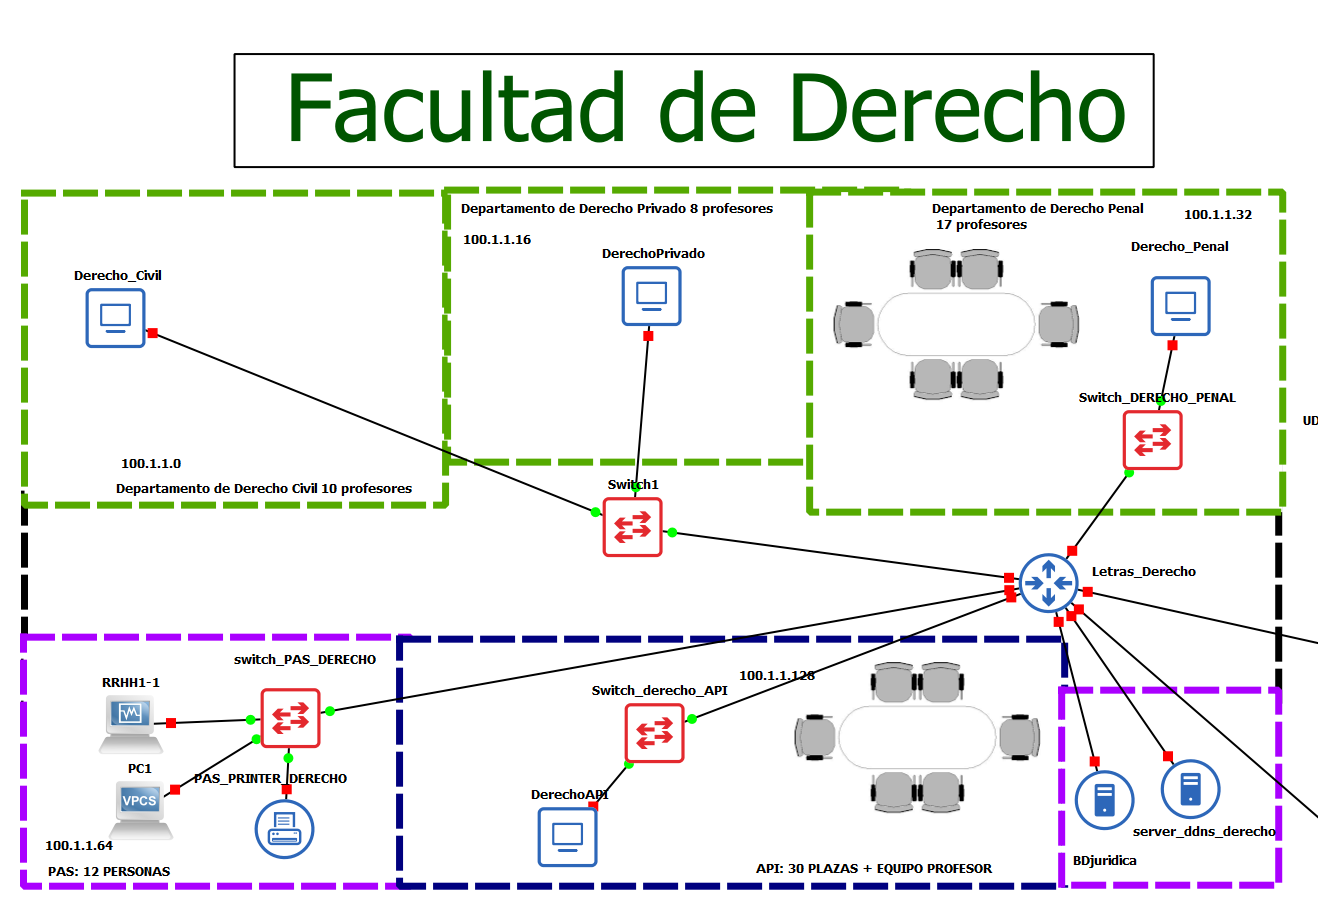 Facultad de Derecho
Departamento de Derecho Privado 8 profesores
100.1.1.16
DerechoPrivado
Departamento de Derecho Penal
17 profesores
100.1.1.32
Derecho_Penal
Derecho_Civil
Switch_DERECHO_PENAL
UD
100.1.1.0
Departamento de Derecho Civil 10 profesores
Switch1
Letras_Derecho
switch_PAS_DERECHO
RRHH1-1
PC1
VPCS
PAS_PRINTER_DERECHO
100.1.1.64
PAS: 12 PERSONAS
Switch_derecho_API
100.1.1.128
DerechoAPI
API: 30 PLAZAS + EQUIPO PROFESOR
server_ddns_derecho
BDjuridica